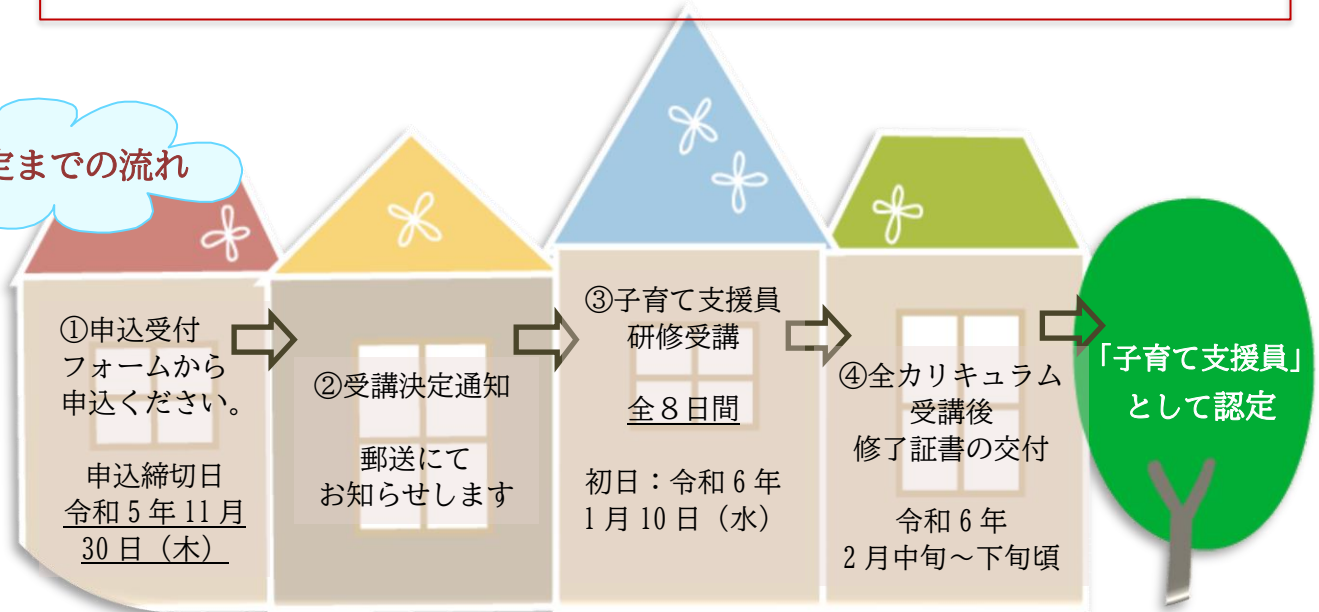 定までの流れ
①申込受付
フォームから
申込ください。
申込締切日
令和5年11月
30日（木）
②受講決定通知
郵送にて
お知らせします
③子育て支援員
研修受講
全８日間
初日：令和6年
1月10日（水）
④全カリキュラム
受講後
修了証書の交付
令和6年
2月中旬～下旬頃
「子育て支援員」
として認定